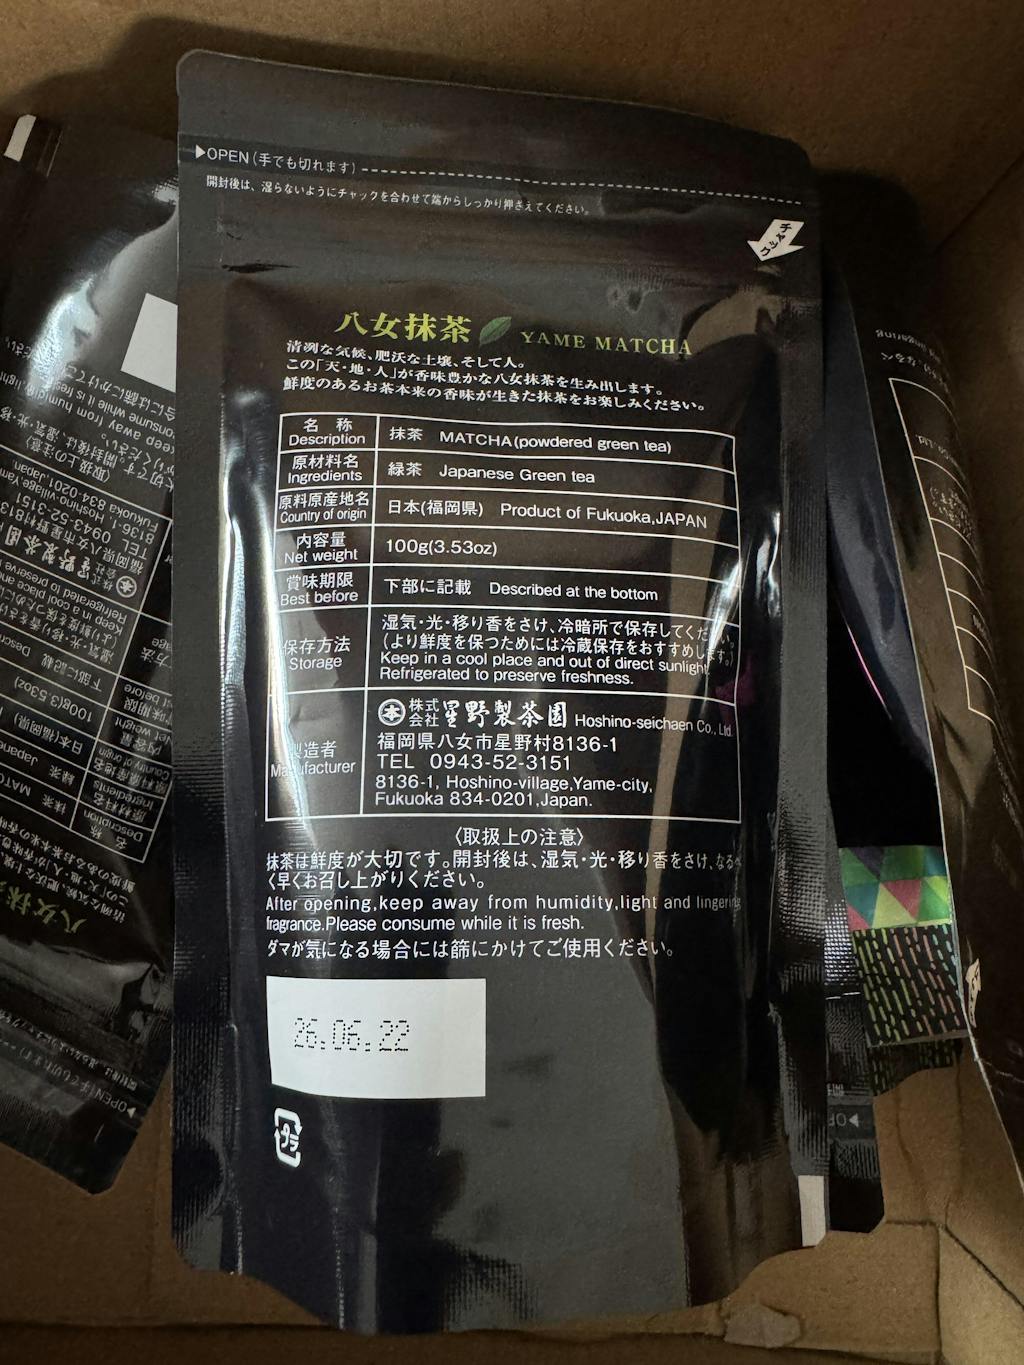 ▶OPEN(手でも切れます)
開封後は、湿らないようにチャックを合わせて端からしっかり押さえてください。
チャック
八女抹茶 YAME MATCHA
清洌な気候、肥沃な土壌、そして人。
この「天・地・人」が香味豊かな八女抹茶を生み出します。
鮮度のあるお茶本来の香味が生きた抹茶をお楽しみください。
名 称 抹茶 MATCHA(powdered green tea)
Description
原材料名 緑茶 Japanese Green tea
Ingredients
原料原産地名 日本(福岡県) Product of Fukuoka,JAPAN
Country of origin
内容量 100g(3.53oz)
Net weight
賞味期限 下部に記載 Described at the bottom
Best before
保存方法
Storage
湿気・光・移り香をさけ、冷暗所で保存してください。
(より鮮度を保つためには冷蔵保存をおすすめします。)
Keep in a cool place and out of direct sunlight
Refrigerated to preserve freshness.
製造者
Manufacturer
株式会社 星野製茶園 Hoshino-seichaen Co., Ltd.
福岡県八女市星野村8136-1
TEL 0943-52-3151
8136-1, Hoshino-village,Yame-city,
Fukuoka 834-0201,Japan.
〈取扱上の注意〉
抹茶は鮮度が大切です。開封後は、湿気・光・移り香をさけ、なるべ
く早くお召し上がりください。
After opening,keep away from humidity,light and lingering
fragrance.Please consume while it is fresh.
ダマが気になる場合には篩にかけてご使用ください。
26.06.22
プラ